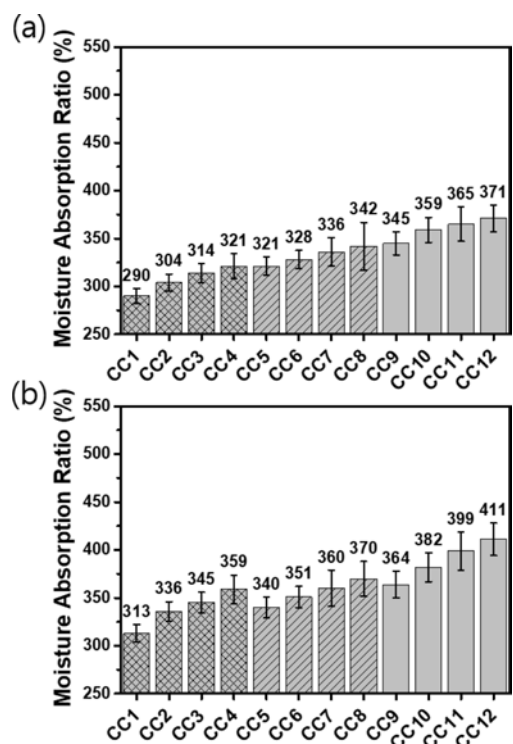 (a)
Moisture Absorption Ratio (%)
550
500
450
400
350
300
250
290
304
314
321
321
328
336
342
345
359
365
371
CC1
CC2
CC3
CC4
CC5
CC6
CC7
CC8
CC9
CC10
CC11
CC12
(b)
Moisture Absorption Ratio (%)
550
500
450
400
350
300
250
313
336
345
359
340
351
360
370
364
382
399
411
CC1
CC2
CC3
CC4
CC5
CC6
CC7
CC8
CC9
CC10
CC11
CC12